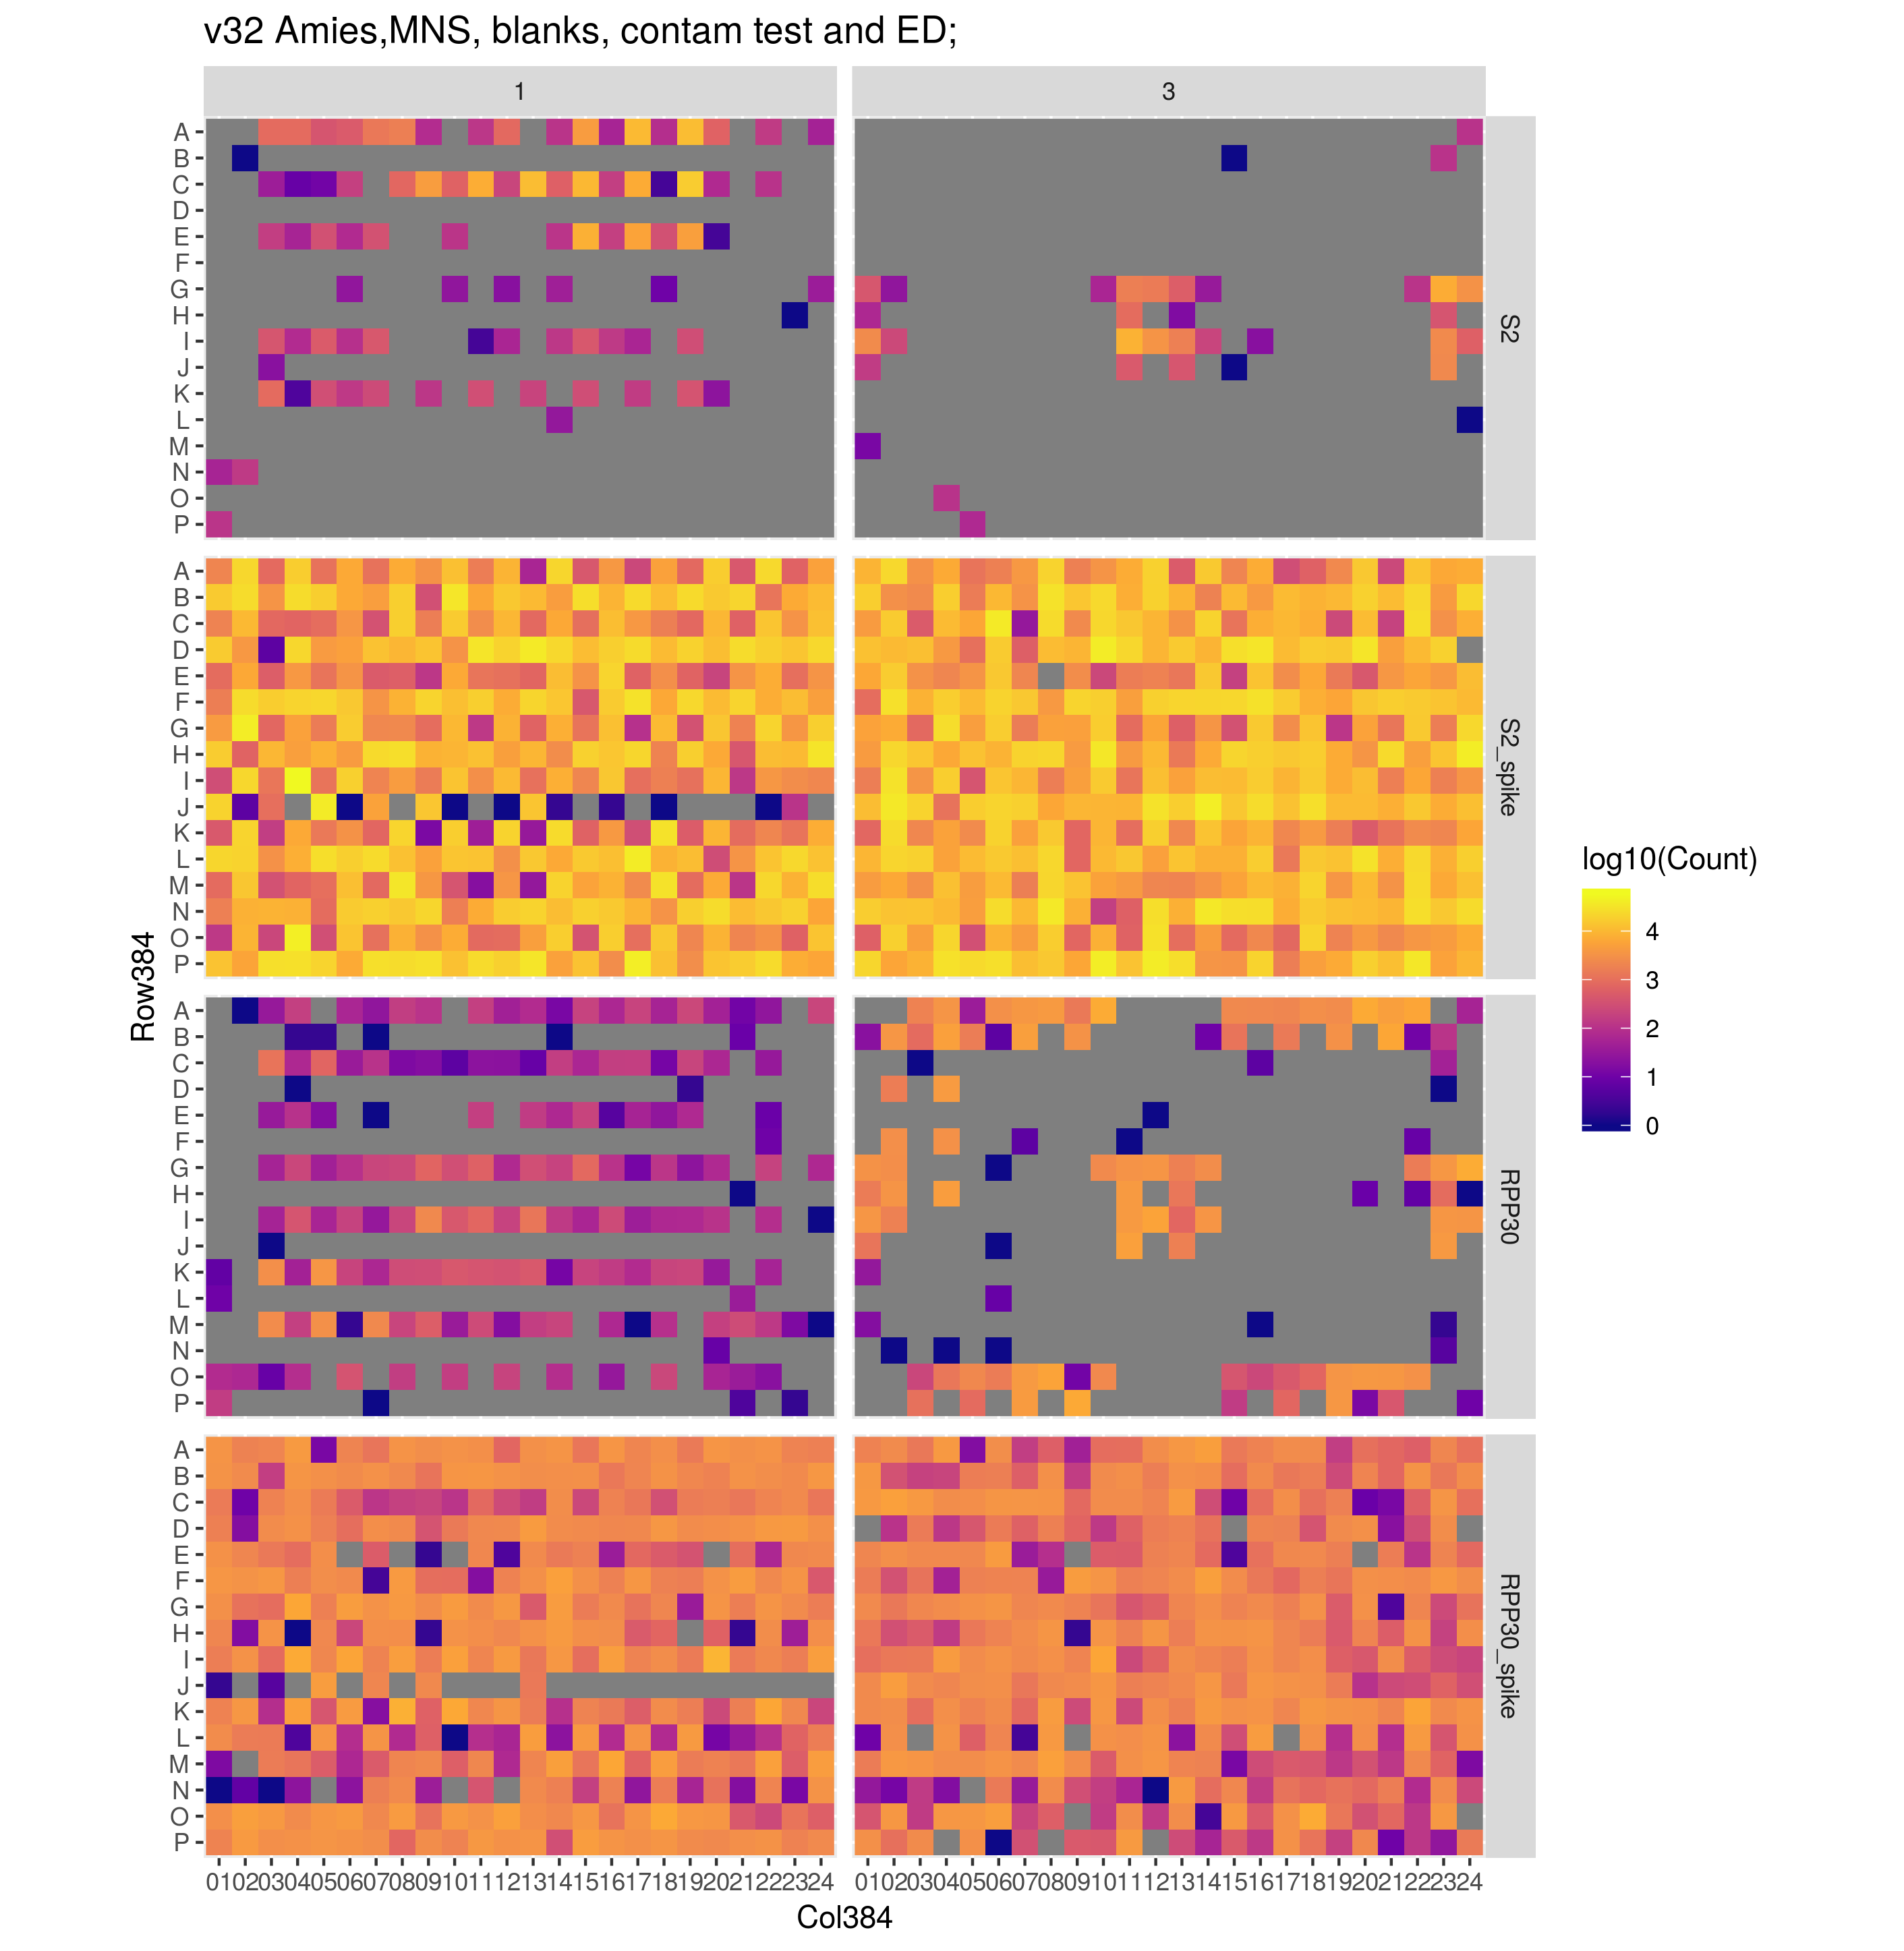 v32 Amies,MNS, blanks, contam test and ED;
1
3
A
B
C
D
E
F
G
H
I
J
K
L
M
N
O
P
S2
A
B
C
D
E
F
G
H
I
J
K
L
M
N
O
P
S2_spike
A
B
C
D
E
F
G
H
I
J
K
L
M
N
O
P
RPP30
A
B
C
D
E
F
G
H
I
J
K
L
M
N
O
P
RPP30_spike
Row384
010203040506070809101112131415161718192021222324
010203040506070809101112131415161718192021222324
Col384
log10(Count)
4
3
2
1
0